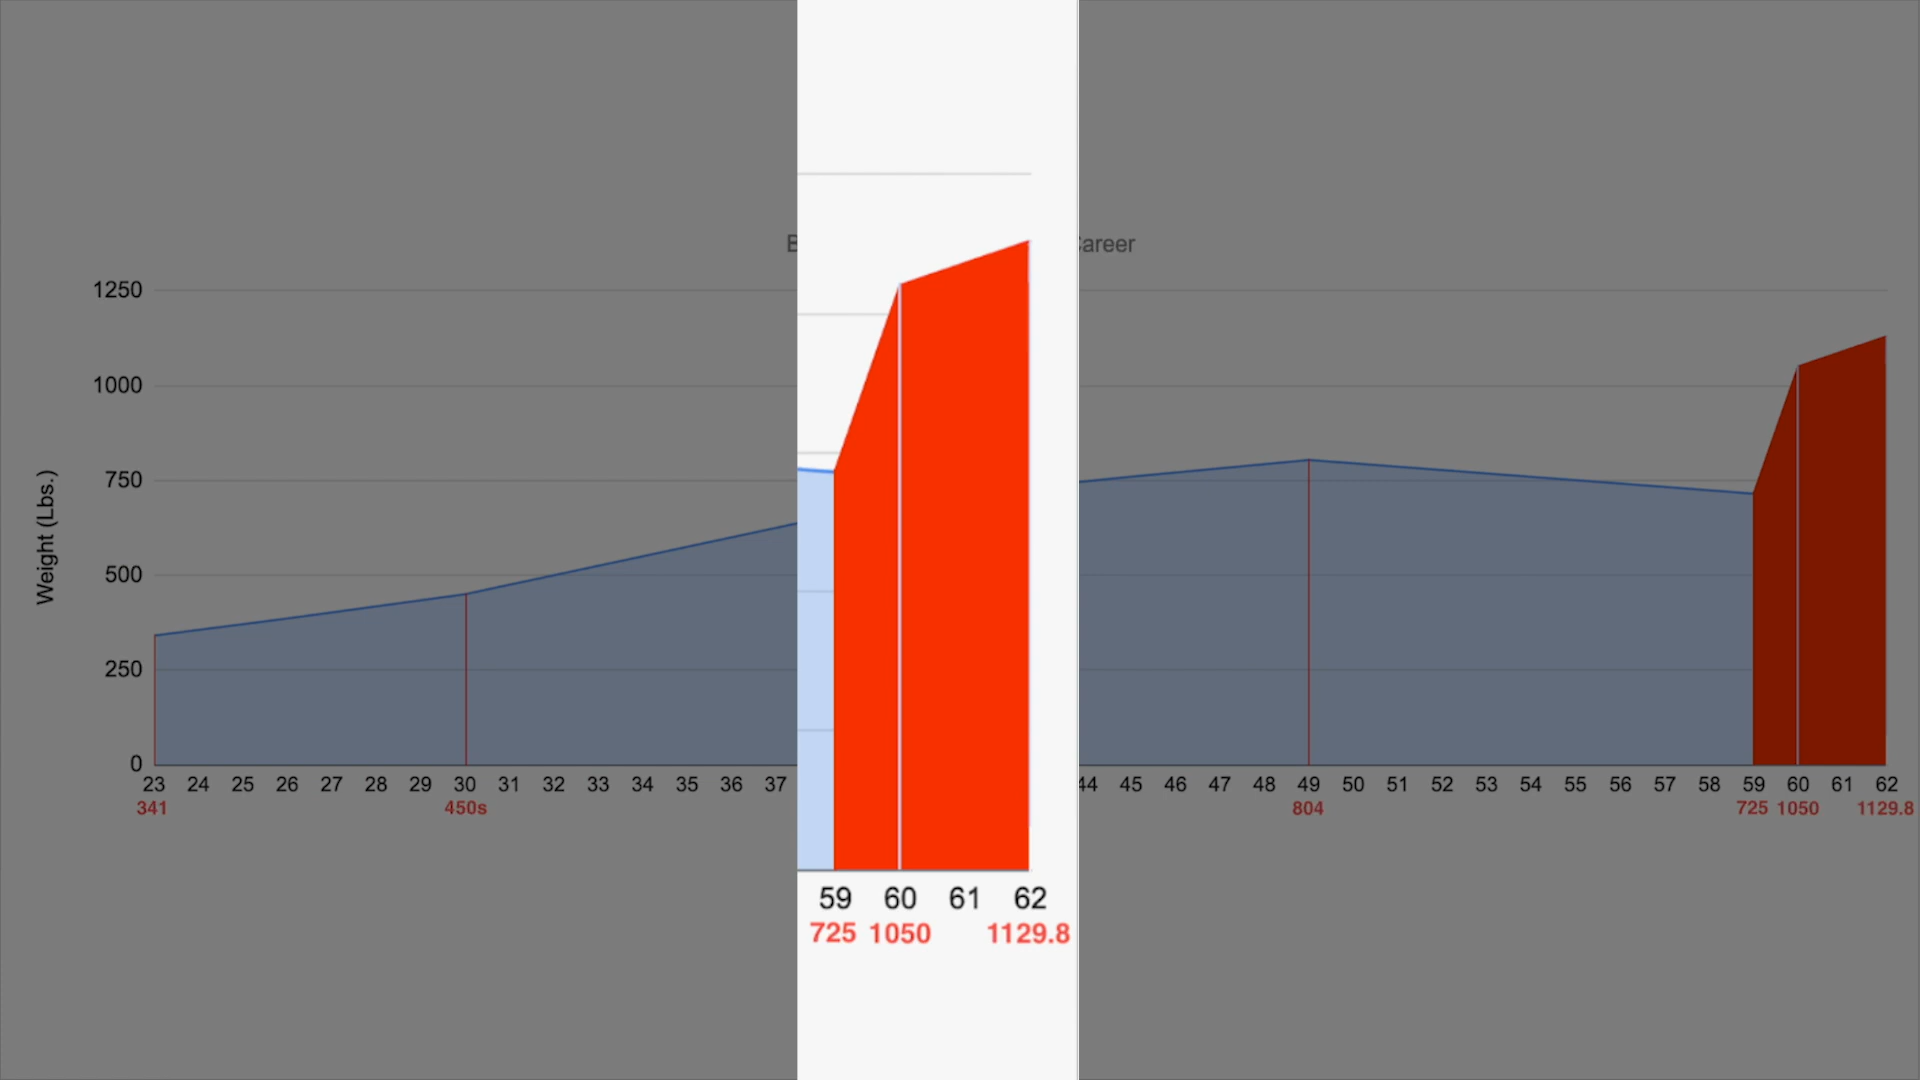 Career
1250
1000
750
500
250
0
Weight (Lbs.)
23 24 25 26 27 28 29 30 31 32 33 34 35 36 37
341 450s
59 60 61 62
725 1050 1129.8
44 45 46 47 48 49 50 51 52 53 54 55 56 57 58 59 60 61 62
804 725 1050 1129.8